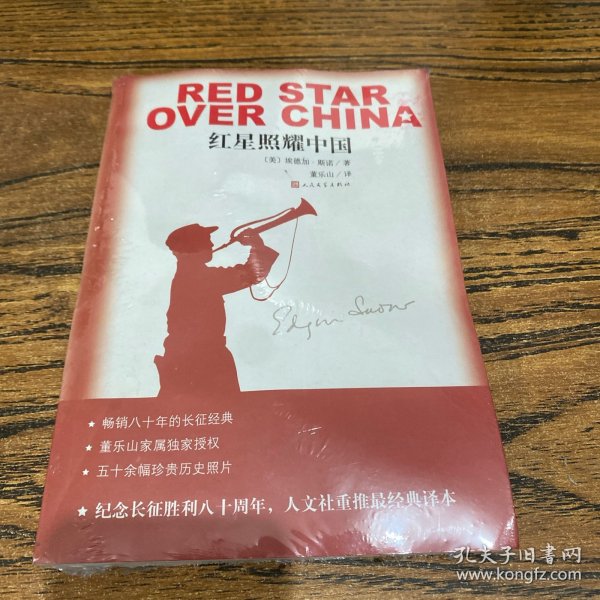 RED STAR
OVER CHINA
红星照耀中国
〔美〕埃德加·斯诺／著
董乐山／译
人民文学出版社
Edgar Snow
★ 畅销八十年的长征经典
★ 董乐山家属独家授权
★ 五十余幅珍贵历史照片
★ 纪念长征胜利八十周年，人文社重推最经典译本
孔夫子旧书网
www.kongfz.com